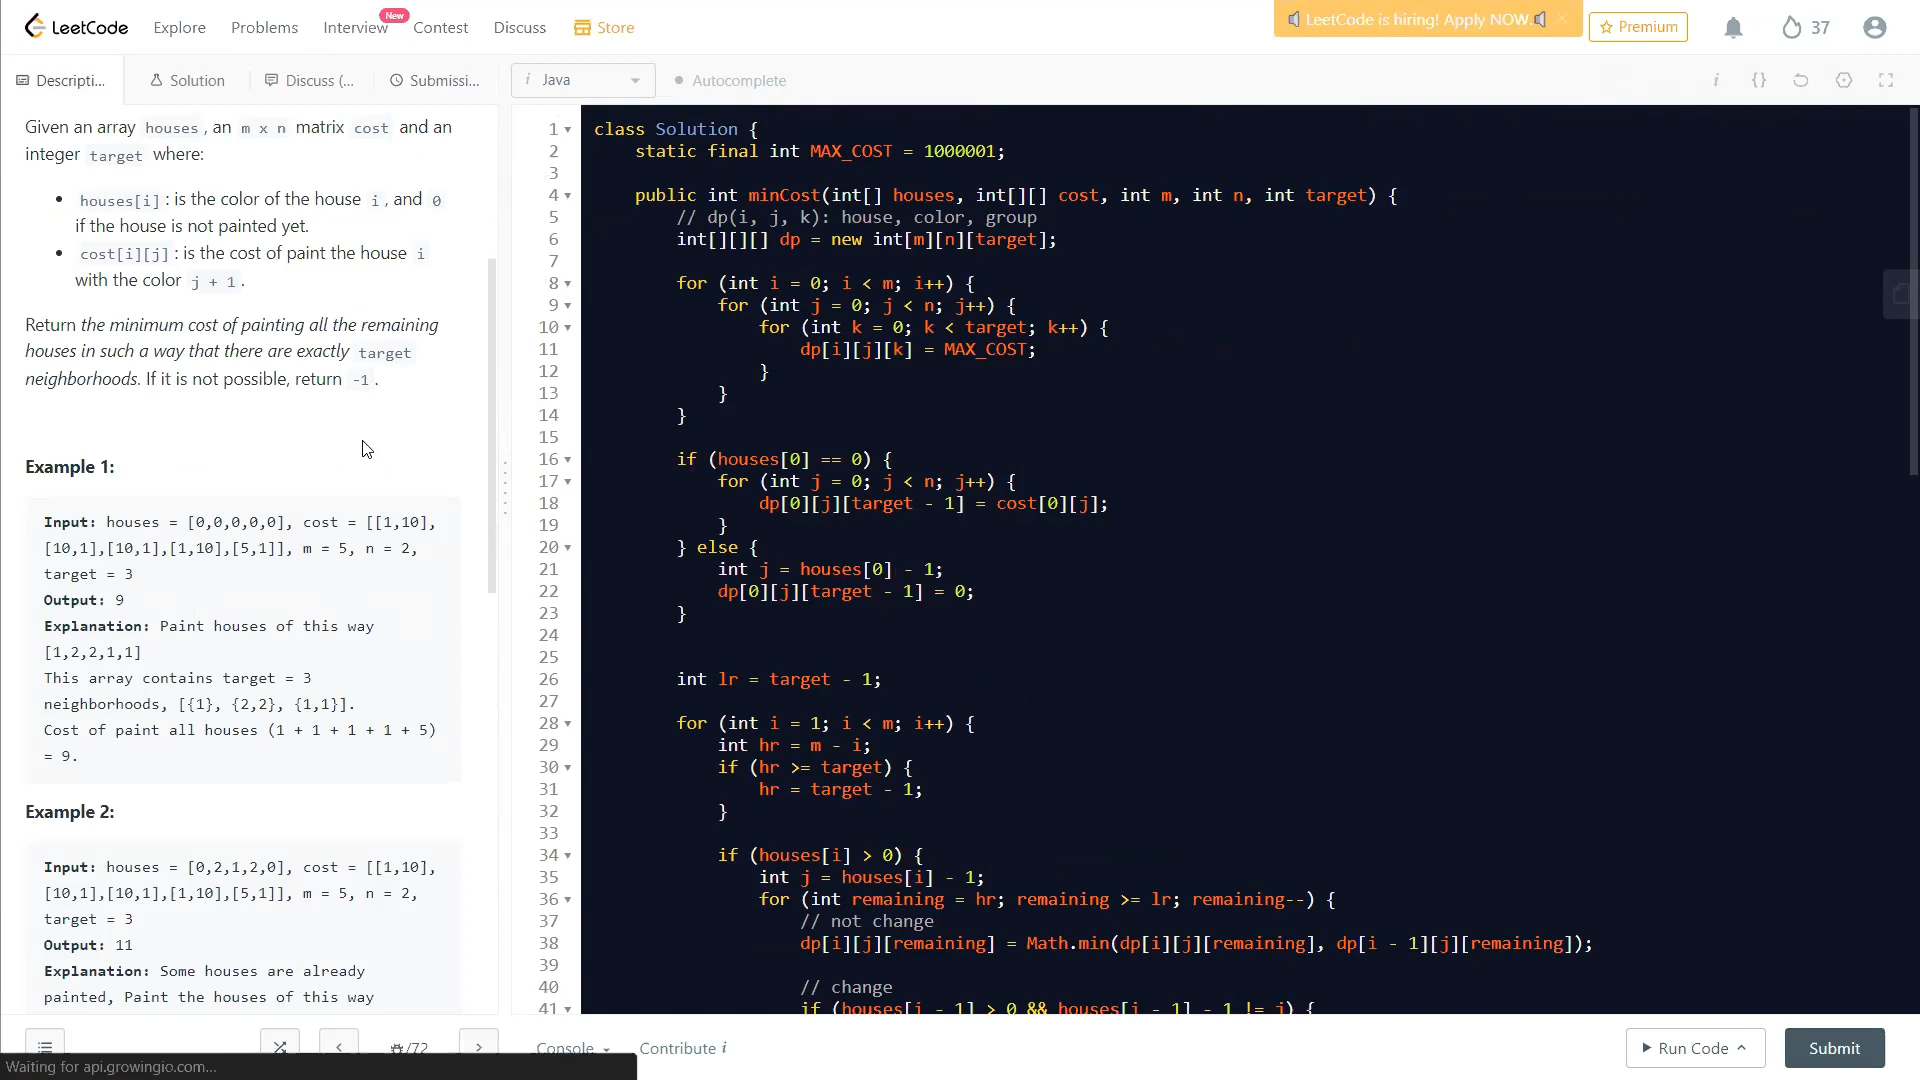 LeetCode Explore Problems Interview New Contest Discuss Store LeetCode is hiring! Apply NOW. Premium 37
Descripti... Solution Discuss (... Submissi... i Java Autocomplete i {}
Given an array houses, an m x n matrix cost and an
integer target where:
• houses[i]: is the color of the house i, and 0
if the house is not painted yet.
• cost[i][j]: is the cost of paint the house i
with the color j + 1.
Return the minimum cost of painting all the remaining
houses in such a way that there are exactly target
neighborhoods. If it is not possible, return -1.
Example 1:
Input: houses = [0,0,0,0,0], cost = [[1,10],
[10,1],[10,1],[1,10],[5,1]], m = 5, n = 2,
target = 3
Output: 9
Explanation: Paint houses of this way
[1,2,2,1,1]
This array contains target = 3
neighborhoods, [{1}, {2,2}, {1,1}].
Cost of paint all houses (1 + 1 + 1 + 1 + 5)
= 9.
Example 2:
Input: houses = [0,2,1,2,0], cost = [[1,10],
[10,1],[10,1],[1,10],[5,1]], m = 5, n = 2,
target = 3
Output: 11
Explanation: Some houses are already
painted, Paint the houses of this way
1 class Solution {
2 static final int MAX_COST = 1000001;
3
4 public int minCost(int[] houses, int[][] cost, int m, int n, int target) {
5 // dp(i, j, k): house, color, group
6 int[][][] dp = new int[m][n][target];
7
8 for (int i = 0; i < m; i++) {
9 for (int j = 0; j < n; j++) {
10 for (int k = 0; k < target; k++) {
11 dp[i][j][k] = MAX_COST;
12 }
13 }
14 }
15
16 if (houses[0] == 0) {
17 for (int j = 0; j < n; j++) {
18 dp[0][j][target - 1] = cost[0][j];
19 }
20 } else {
21 int j = houses[0] - 1;
22 dp[0][j][target - 1] = 0;
23 }
24
25
26 int lr = target - 1;
27
28 for (int i = 1; i < m; i++) {
29 int hr = m - i;
30 if (hr >= target) {
31 hr = target - 1;
32 }
33
34 if (houses[i] > 0) {
35 int j = houses[i] - 1;
36 for (int remaining = hr; remaining >= lr; remaining--) {
37 // not change
38 dp[i][j][remaining] = Math.min(dp[i][j][remaining], dp[i - 1][j][remaining]);
39
40 // change
41 if (houses[i - 1] > 0 && houses[i - 1] - 1 != j) {
< /72 > Console Contribute i Run Code Submit
Waiting for api.growingio.com...